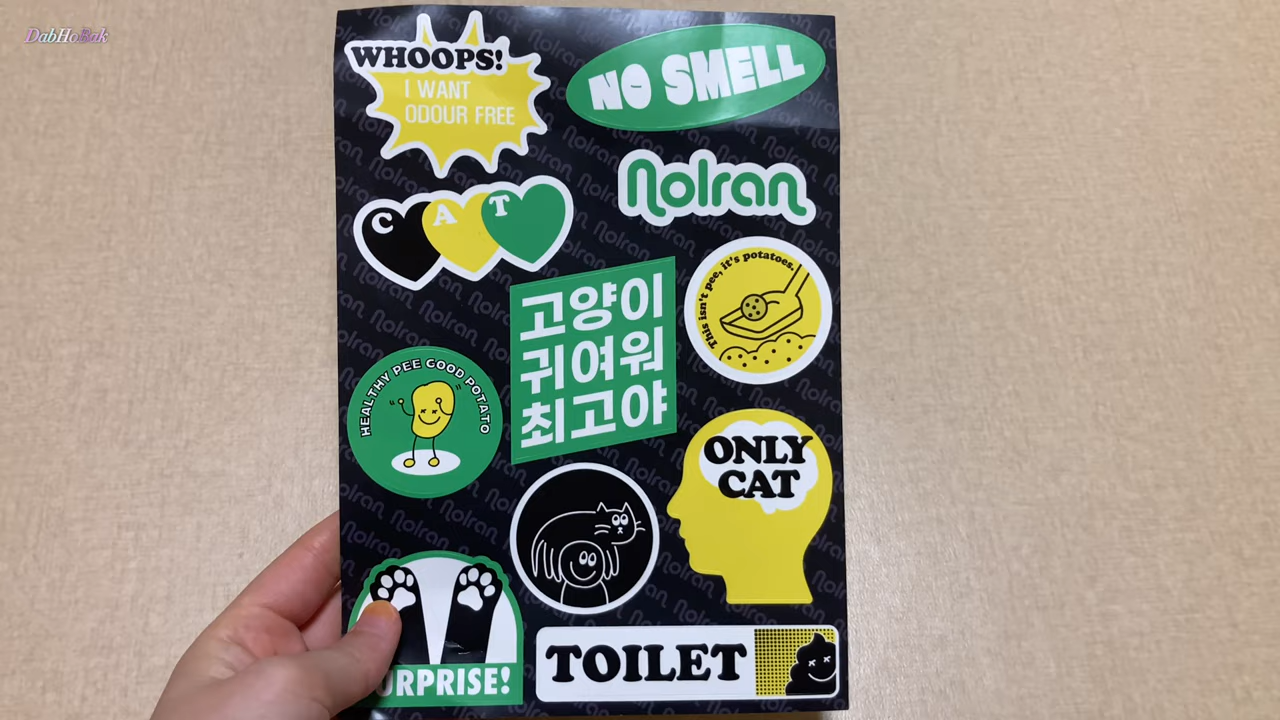 DabHoRak
WHOOPS!
I WANT
ODOUR FREE
NO SMELL
Nolran
C A T
This isn't pee, it's potatoes.
고양이
귀여워
최고야
HEALTHY PEE GOOD POTATO
ONLY
CAT
URPRISE!
TOILET